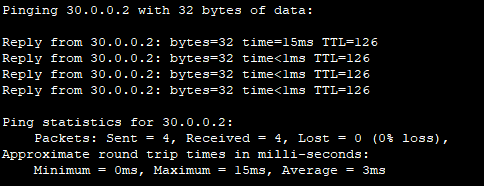 Pinging 30.0.0.2 with 32 bytes of data:
Reply from 30.0.0.2: bytes=32 time=15ms TTL=126
Reply from 30.0.0.2: bytes=32 time<1ms TTL=126
Reply from 30.0.0.2: bytes=32 time<1ms TTL=126
Reply from 30.0.0.2: bytes=32 time<1ms TTL=126
Ping statistics for 30.0.0.2:
Packets: Sent = 4, Received = 4, Lost = 0 (0% loss),
Approximate round trip times in milli-seconds:
Minimum = 0ms, Maximum = 15ms, Average = 3ms